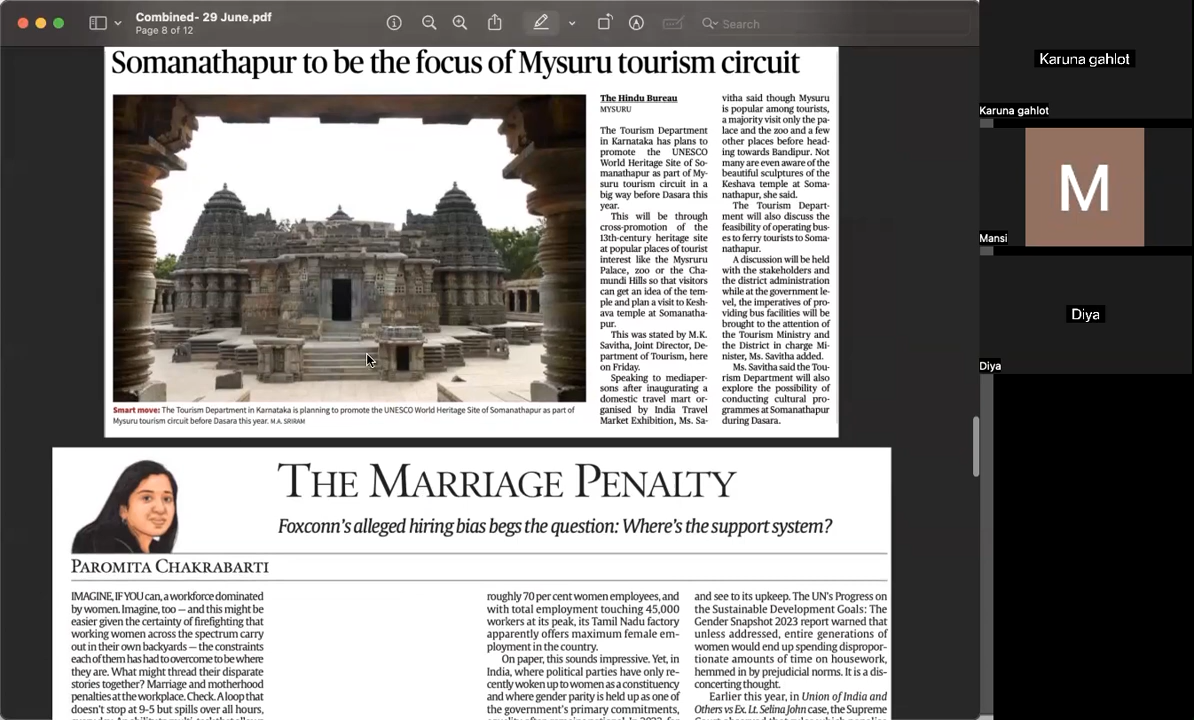 Combined- 29 June.pdf
Page 8 of 12
Search
Somanathapur to be the focus of Mysuru tourism circuit
The Hindu Bureau
MYSURU
The Tourism Department
in Karnataka has plans to
promote the UNESCO
World Heritage Site of So-
manathapur as part of My-
suru tourism circuit in a
big way before Dasara this
year.
This will be through
cross-promotion of the
13th-century heritage site
at popular places of tourist
interest like the Mysruru
Palace, zoo or the Cha-
mundi Hills so that visitors
can get an idea of the tem-
ple and plan a visit to Kesh-
ava temple at Somanatha-
pur.
This was stated by M.K.
Savitha, Joint Director, De-
partment of Tourism, here
on Friday.
Speaking to mediaper-
sons after inaugurating a
domestic travel mart or-
ganised by India Travel
Market Exhibition, Ms. Sa-
vitha said though Mysuru
is popular among tourists,
a majority visit only the pa-
lace and the zoo and a few
other places before head-
ing towards Bandipur. Not
many are even aware of the
beautiful sculptures of the
Keshava temple at Soma-
nathapur, she said.
The Tourism Depart-
ment will also discuss the
feasibility of operating bus-
es to ferry tourists to Soma-
nathapur.
A discussion will be held
with the stakeholders and
the district administration
while at the government le-
vel, the imperatives of pro-
viding bus facilities will be
brought to the attention of
the Tourism Ministry and
the District in charge Mi-
nister, Ms. Savitha added.
Ms. Savitha said the Tou-
rism Department will also
explore the possibility of
conducting cultural pro-
grammes at Somanathapur
during Dasara.
Smart move: The Tourism Department in Karnataka is planning to promote the UNESCO World Heritage Site of Somanathapur as part of
Mysuru tourism circuit before Dasara this year. M.A. SRIRAM
THE MARRIAGE PENALTY
Foxconn's alleged hiring bias begs the question: Where's the support system?
PAROMITA CHAKRABARTI
IMAGINE, IF YOU can, a workforce dominated
by women. Imagine, too — and this might be
easier given the certainty of firefighting that
working women across the spectrum carry
out in their own backyards — the constraints
each of them has had to overcome to be where
they are. What might thread their disparate
stories together? Marriage and motherhood
penalties at the workplace. Check. A loop that
doesn't stop at 9-5 but spills over all hours,
roughly 70 per cent women employees, and
with total employment touching 45,000
workers at its peak, its Tamil Nadu factory
apparently offers maximum female em-
ployment in the country.
On paper, this sounds impressive. Yet, in
India, where political parties have only re-
cently woken up to women as a constituency
and where gender parity is held up as one of
the government's primary commitments,
and see to its upkeep. The UN's Progress on
the Sustainable Development Goals: The
Gender Snapshot 2023 report warned that
unless addressed, entire generations of
women would end up spending dispropor-
tionate amounts of time on housework,
hemmed in by prejudicial norms. It is a dis-
concerting thought.
Earlier this year, in Union of India and
Others vs Ex. Lt. Selina John case, the Supreme
Karuna gahlot
Karuna gahlot
M
Mansi
Diya
Diya